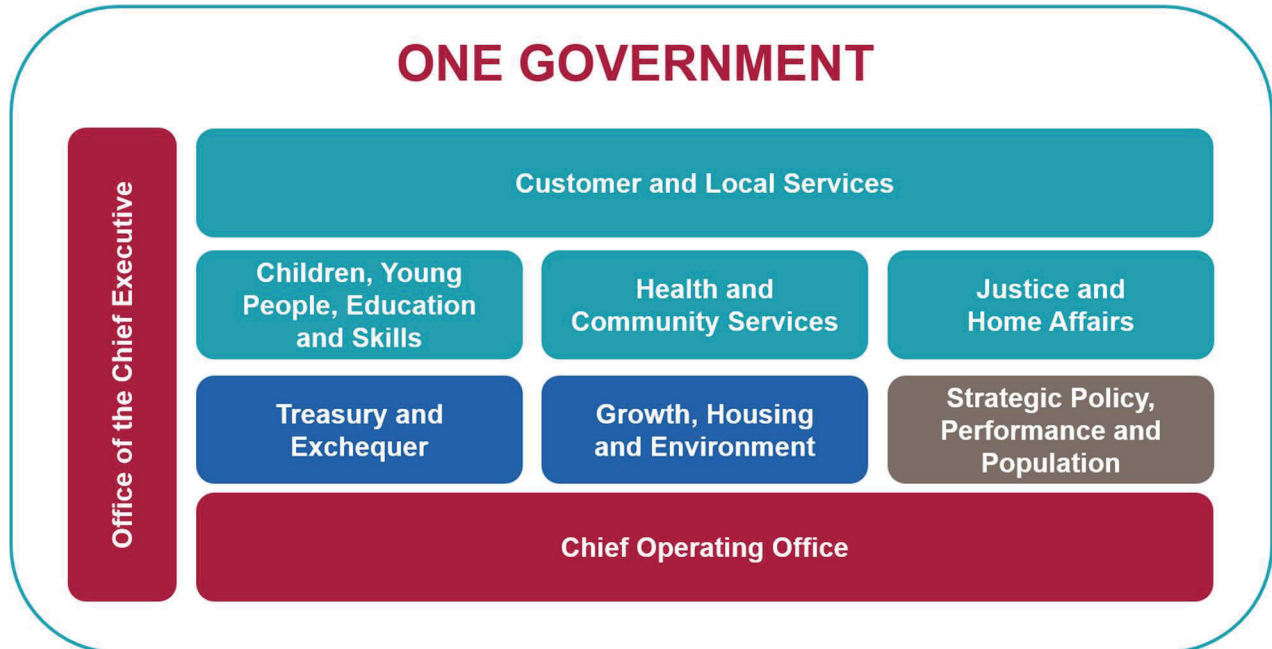 ONE GOVERNMENT
Office of the Chief Executive
Customer and Local Services
Children, Young
People, Education
and Skills
Health and
Community Services
Justice and
Home Affairs
Treasury and
Exchequer
Growth, Housing
and Environment
Strategic Policy,
Performance and
Population
Chief Operating Office